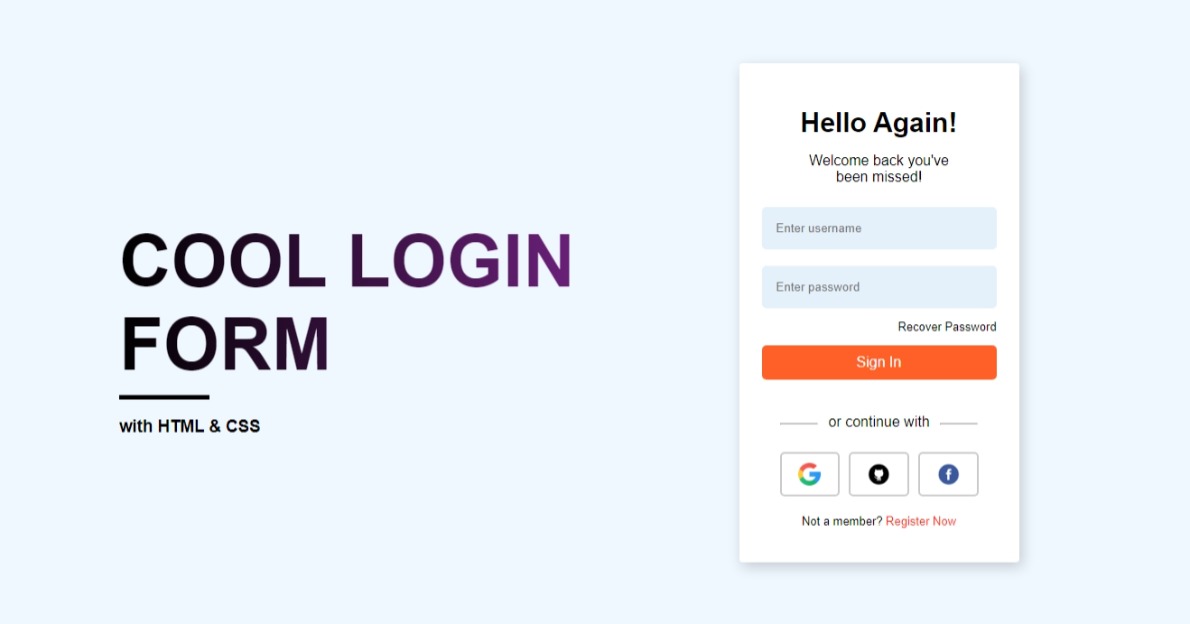 COOL LOGIN
FORM
with HTML & CSS
Hello Again!
Welcome back you've
been missed!
Enter username
Enter password
Recover Password
Sign In
or continue with
Not a member? Register Now